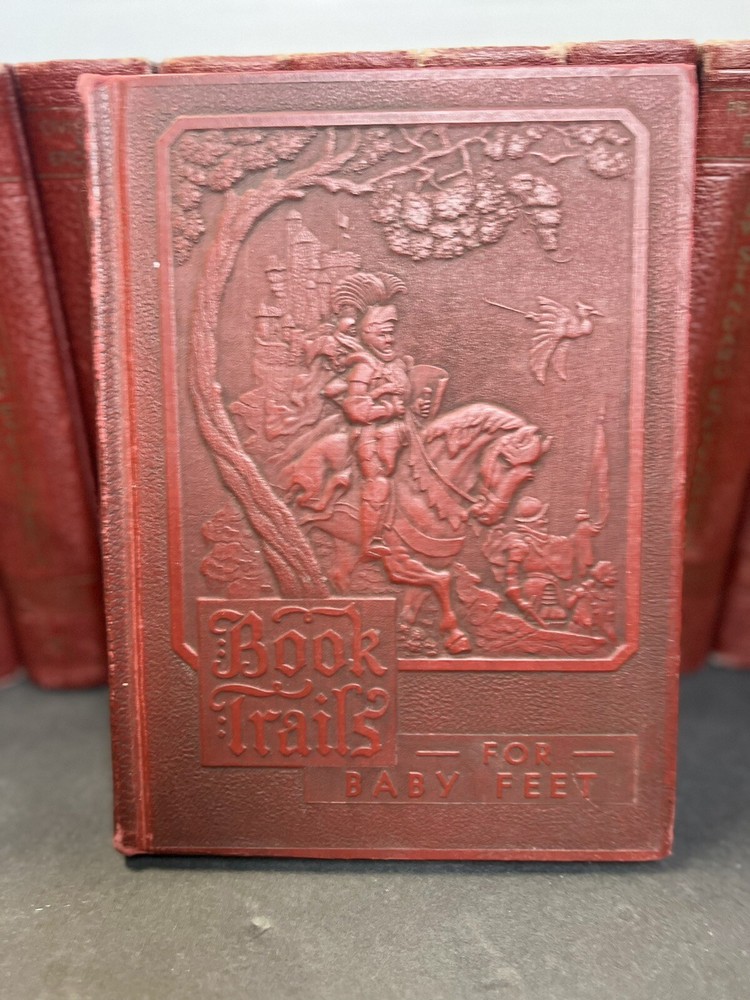 Book
Trails
— FOR —
BABY FEET